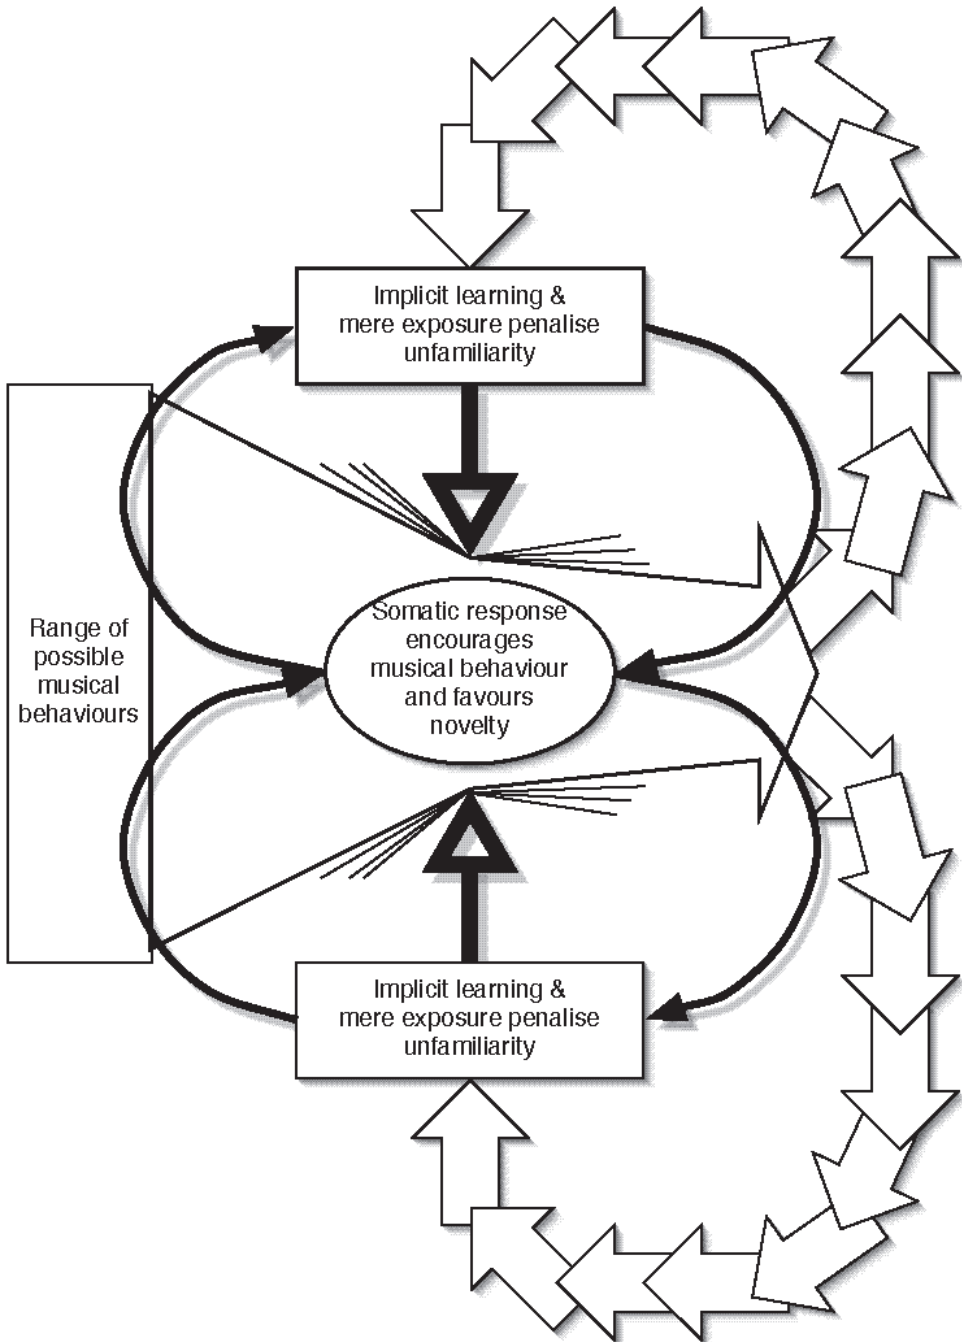 Implicit learning &
mere exposure penalise
unfamiliarity
Range of
possible
musical
behaviours
Somatic response
encourages
musical behaviour
and favours
novelty
Implicit learning &
mere exposure penalise
unfamiliarity